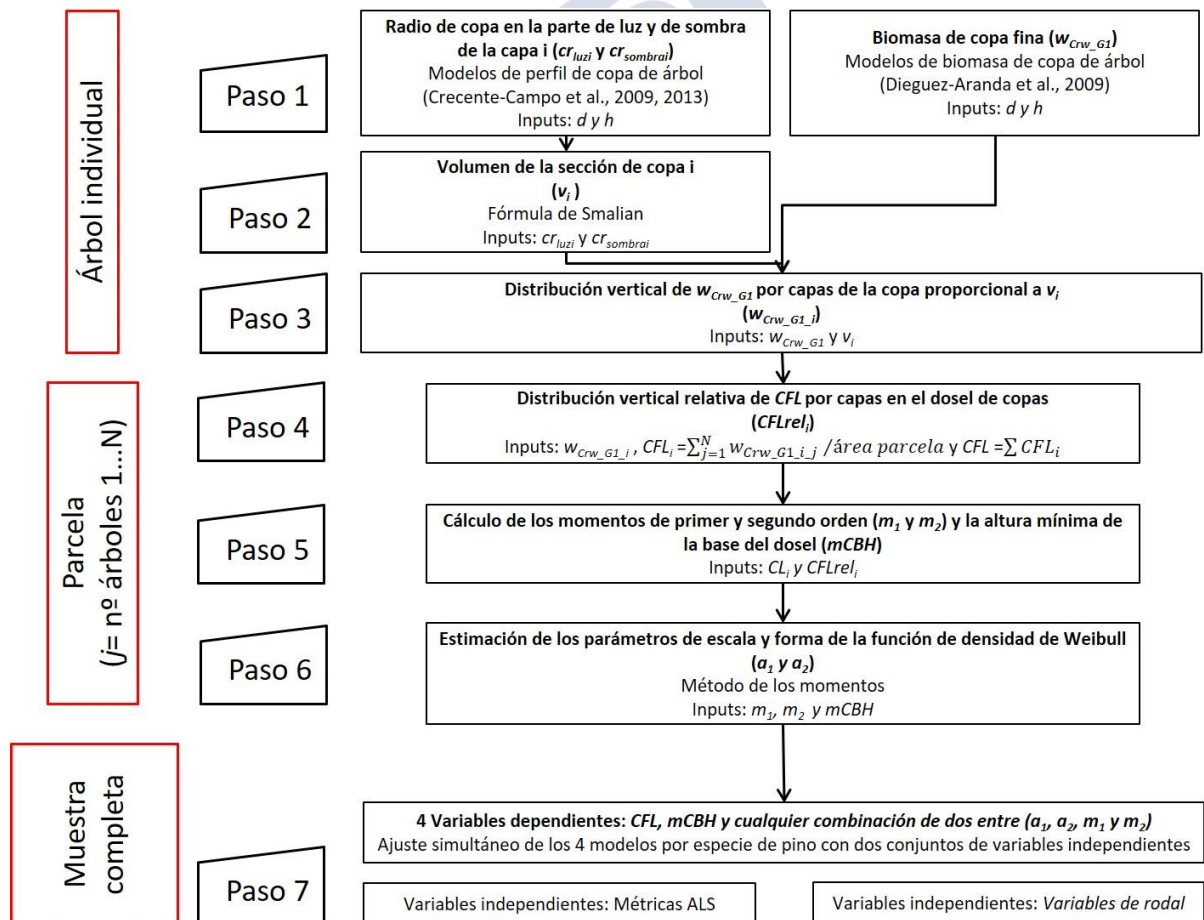 Árbol individual
Paso 1
Radio de copa en la parte de luz y de sombra
de la capa i (cr_luzi y cr_sombrai)
Modelos de perfil de copa de árbol
(Crecente-Campo et al., 2009, 2013)
Inputs: d y h
Biomasa de copa fina (w_Crw_G1)
Modelos de biomasa de copa de árbol
(Dieguez-Aranda et al., 2009)
Inputs: d y h
Paso 2
Volumen de la sección de copa i
(v_i )
Fórmula de Smalian
Inputs: cr_luzi y cr_sombrai
Paso 3
Distribución vertical de w_Crw_G1 por capas de la copa proporcional a v_i
(w_Crw_G1_i)
Inputs: w_Crw_G1 y v_i
Parcela
(j= nº árboles 1...N)
Paso 4
Distribución vertical relativa de CFL por capas en el dosel de copas
(CFLrel_i)
Inputs: w_Crw_G1_i , CFL_i =∑_{j=1}^{N} w_Crw_G1_i_j /área parcela y CFL =∑ CFL_i
Paso 5
Cálculo de los momentos de primer y segundo orden (m_1 y m_2) y la altura mínima de
la base del dosel (mCBH)
Inputs: CL_i y CFLrel_i
Paso 6
Estimación de los parámetros de escala y forma de la función de densidad de Weibull
(a_1 y a_2)
Método de los momentos
Inputs: m_1, m_2 y mCBH
Muestra
completa
Paso 7
4 Variables dependientes: CFL, mCBH y cualquier combinación de dos entre (a_1, a_2, m_1 y m_2)
Ajuste simultáneo de los 4 modelos por especie de pino con dos conjuntos de variables independientes
Variables independientes: Métricas ALS
Variables independientes: Variables de rodal